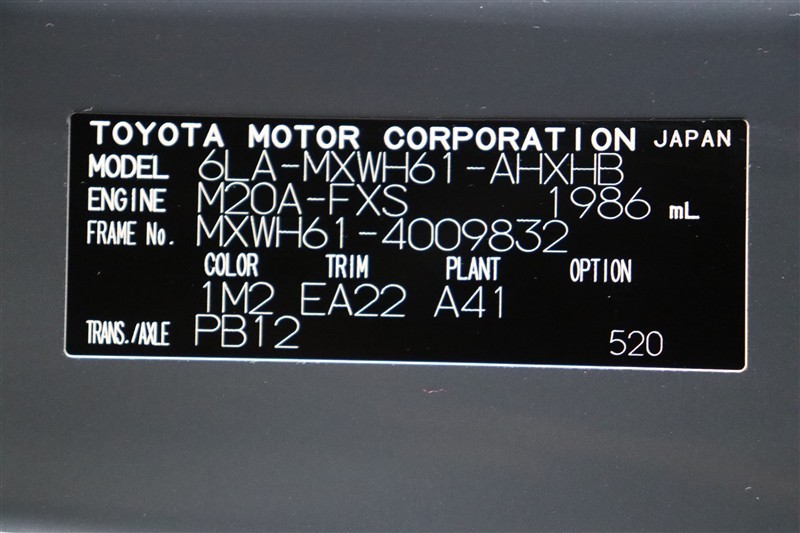 TOYOTA MOTOR CORPORATION JAPAN
MODEL 6LA-MXWH61-AHXHB
ENGINE M20A-FXS 1986 mL
FRAME No. MXWH61-4009832
COLOR TRIM PLANT OPTION
1M2 EA22 A41
TRANS./AXLE PB12 520